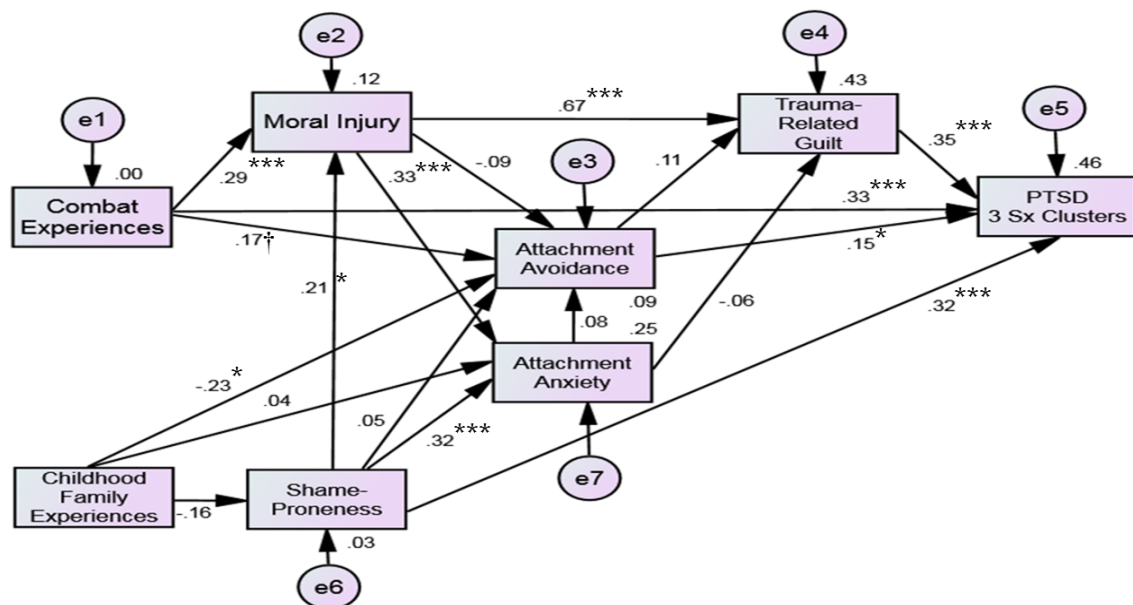 e2
e4
.12
.43
e1
Moral Injury
.67***
Trauma-
Related
Guilt
e5
.00
.29***
.33***
-.09
e3
.11
.35***
.46
Combat
Experiences
.33***
PTSD
3 Sx Clusters
.17†
Attachment
Avoidance
.15*
.21*
.09
.08
.25
-.06
.32***
Attachment
Anxiety
-.23*
.04
.05
.32***
e7
Childhood
Family
Experiences
-.16
Shame-
Proneness
.03
e6